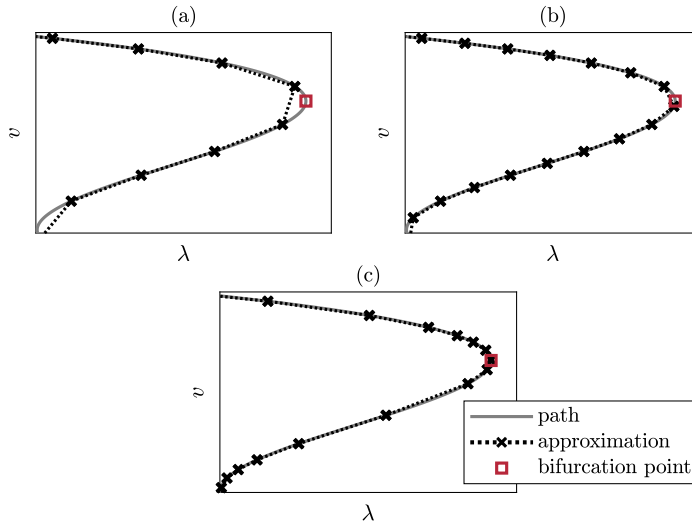 (a)
(b)
v
v
λ
λ
(c)
v
path
approximation
bifurcation point
λ